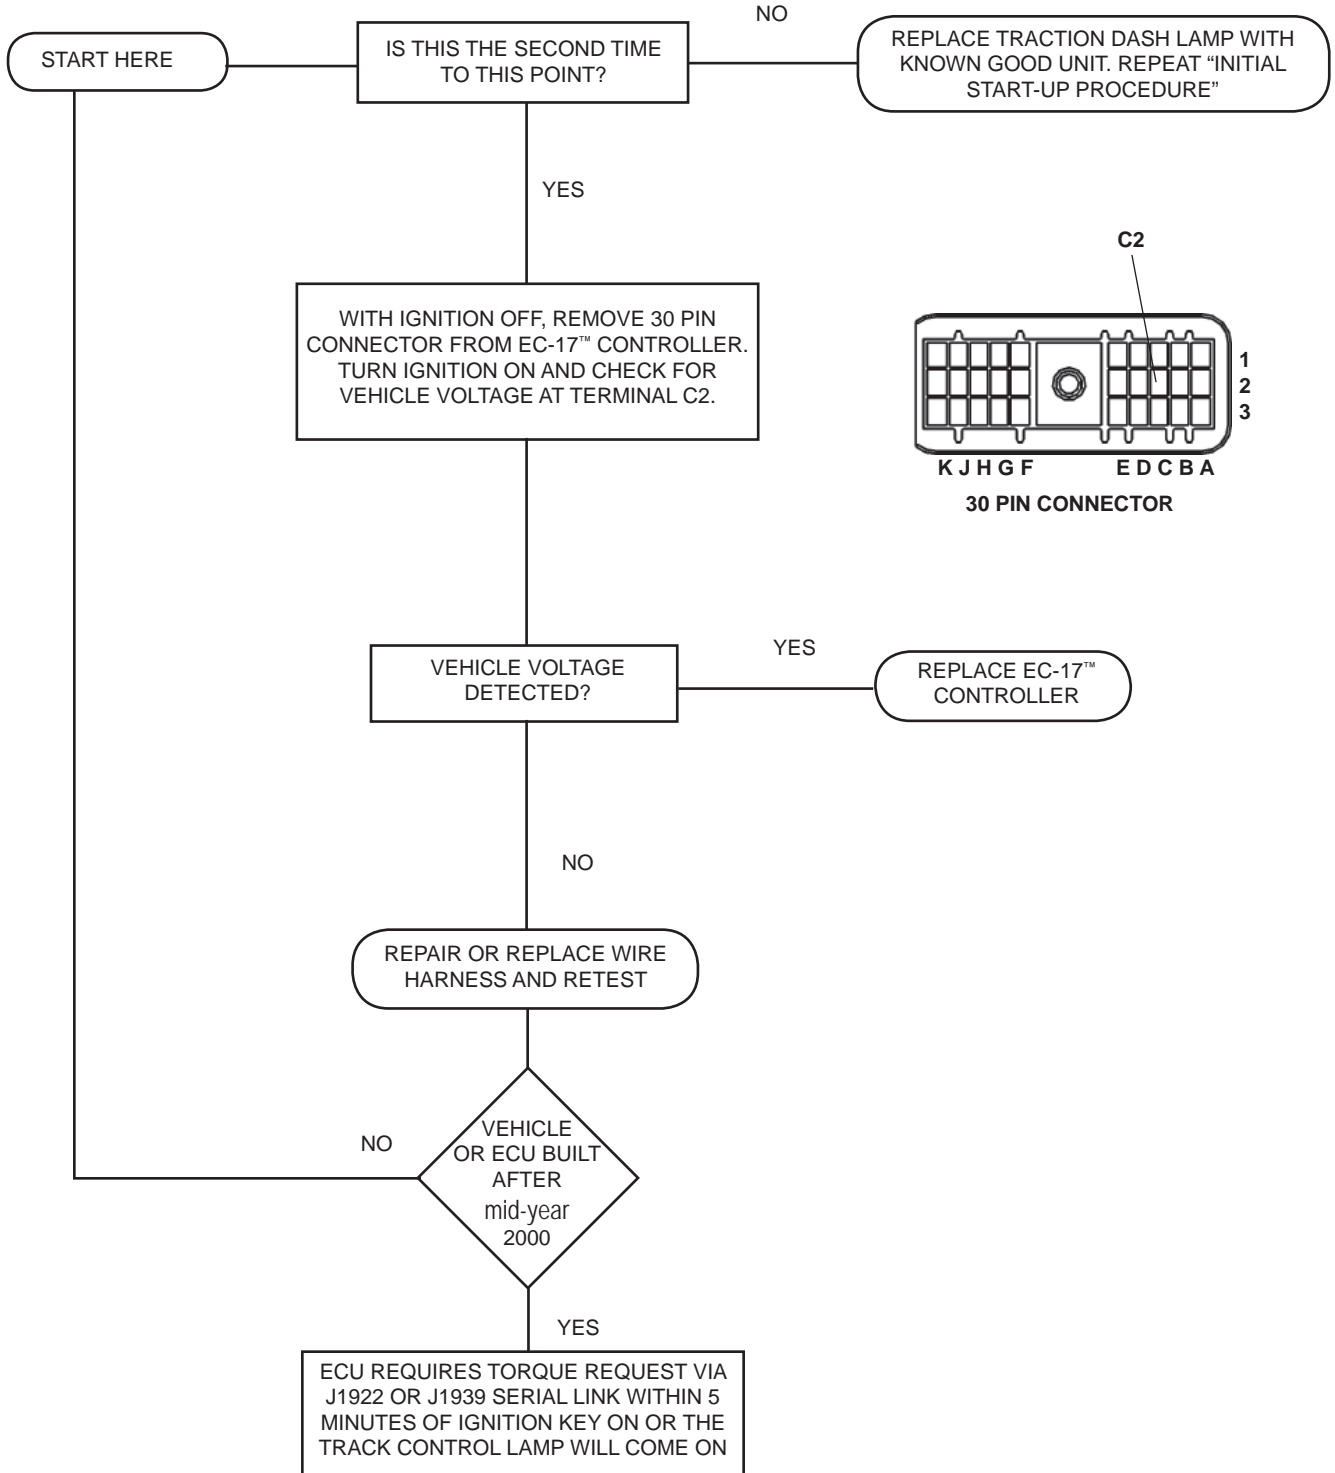 START HERE
IS THIS THE SECOND TIME
TO THIS POINT?
NO
REPLACE TRACTION DASH LAMP WITH
KNOWN GOOD UNIT. REPEAT “INITIAL
START-UP PROCEDURE”
YES
WITH IGNITION OFF, REMOVE 30 PIN
CONNECTOR FROM EC-17™ CONTROLLER.
TURN IGNITION ON AND CHECK FOR
VEHICLE VOLTAGE AT TERMINAL C2.
C2
1
2
3
K J H G F E D C B A
30 PIN CONNECTOR
VEHICLE VOLTAGE
DETECTED?
YES
REPLACE EC-17™
CONTROLLER
NO
REPAIR OR REPLACE WIRE
HARNESS AND RETEST
NO
VEHICLE
OR ECU BUILT
AFTER
mid-year
2000
YES
ECU REQUIRES TORQUE REQUEST VIA
J1922 OR J1939 SERIAL LINK WITHIN 5
MINUTES OF IGNITION KEY ON OR THE
TRACK CONTROL LAMP WILL COME ON